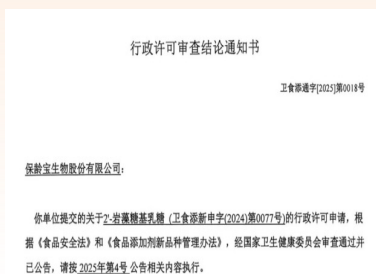 行政许可审查结论通知书
卫食添通字[2025]第0018号
保龄宝生物股份有限公司:
你单位提交的关于2'-岩藻糖基乳糖 (卫食添新申字(2024)第0077号)的行政许可申请，根
据《食品安全法》和《食品添加剂新品种管理办法》，经国家卫生健康委员会审查通过并
已公告，请按 2025年第4号 公告相关内容执行。